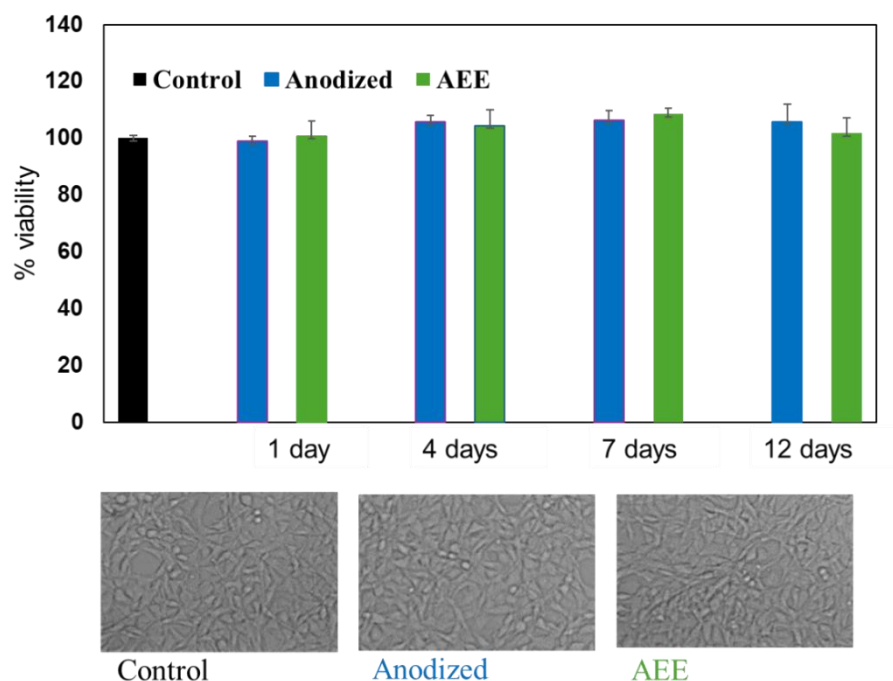 140
Control Anodized AEE
120
100
80
60
40
20
0
% viability
1 day 4 days 7 days 12 days
Control Anodized AEE